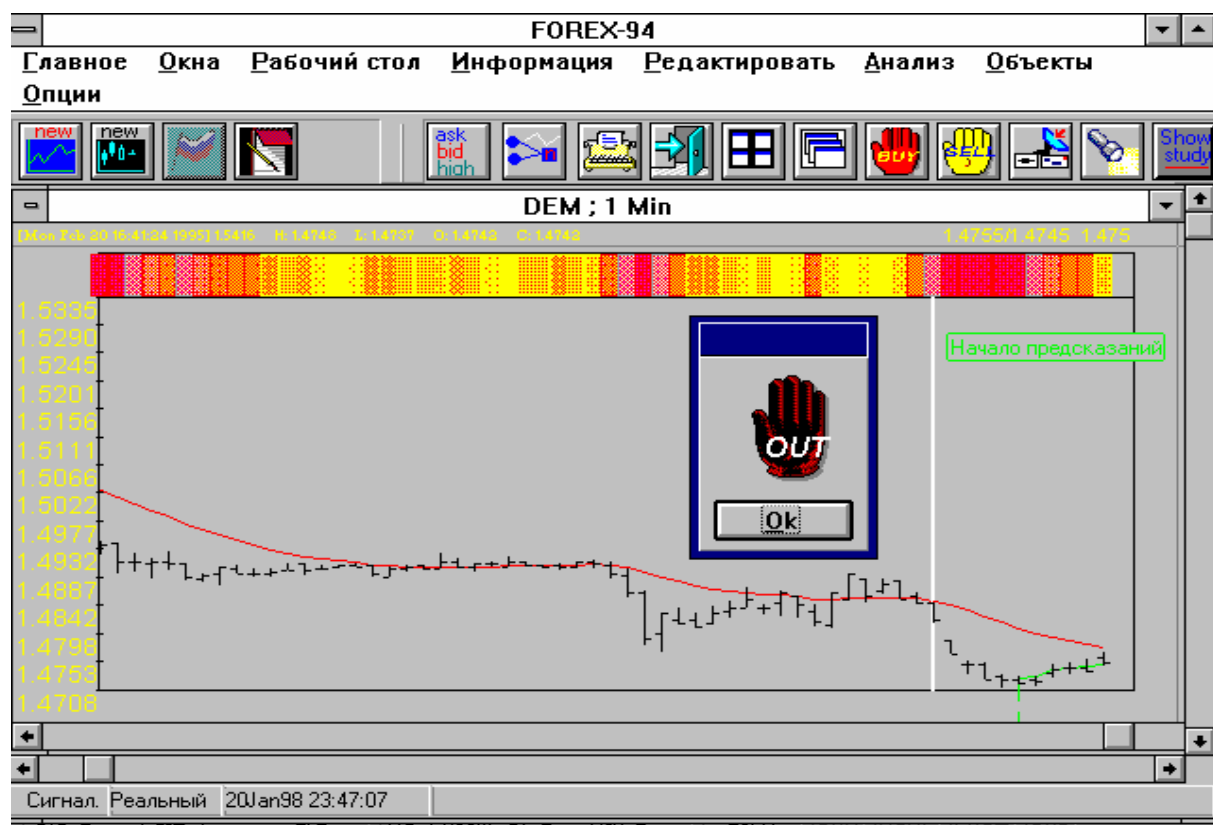 FOREX-94
Главное Окна Рабочий стол Информация Редактировать Анализ Объекты
Опции
new new ask bid high BUY SELL Show study
DEM ; 1 Min
[Mon Feb 20 16:41:24 1995] 1.5416 H: 1.4748 L: 1.4737 O: 1.4742 C: 1.4742 1.4755/1.4745 1.475
1.5335
1.5290
Начало предсказаний
1.5245
1.5201
1.5156
1.5111
OUT
1.5066
1.5022
Ok
1.4977
1.4932
1.4887
1.4842
1.4798
1.4753
1.4708
Сигнал. Реальный 20Jan98 23:47:07